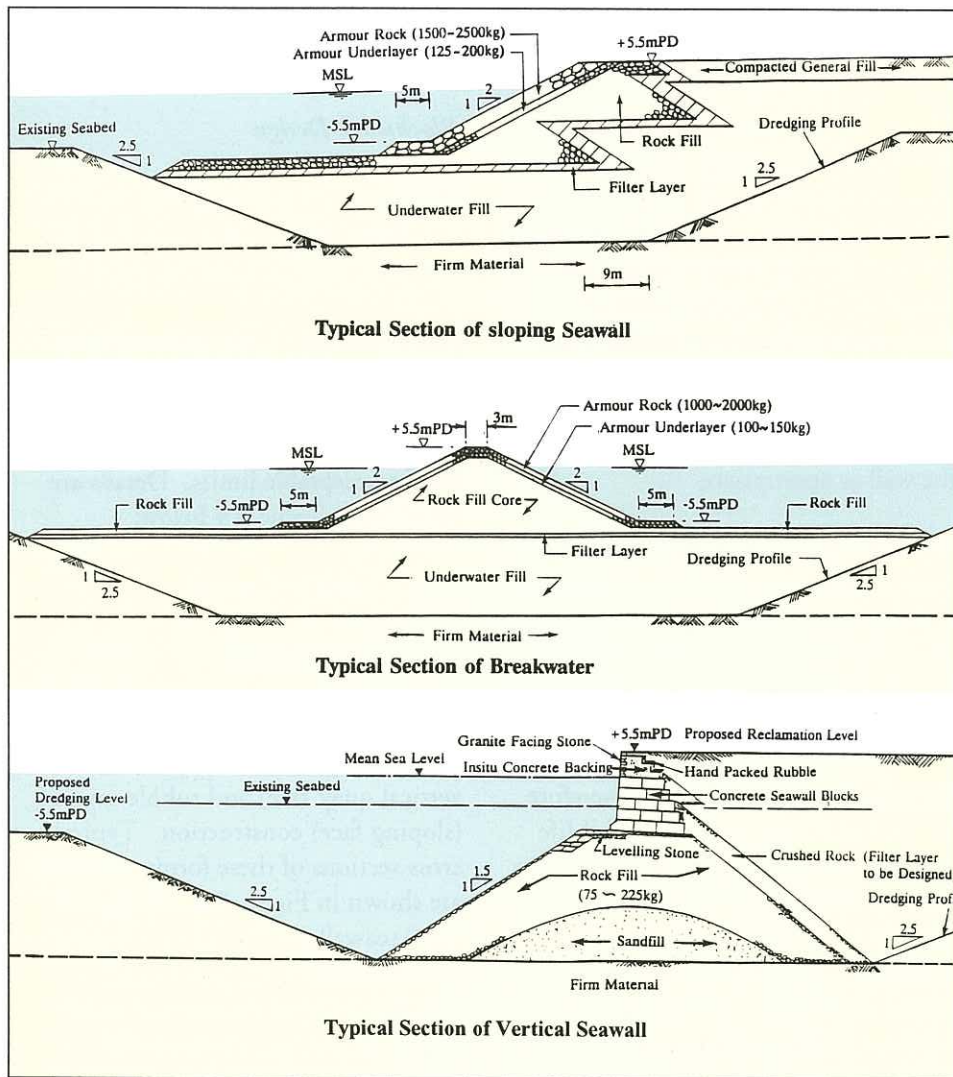 Armour Rock (1500-2500kg)
Armour Underlayer (125-200kg)
+5.5mPD
MSL
Compacted General Fill
5m
2
1
Existing Seabed
-5.5mPD
Dredging Profile
2.5
1
Rock Fill
2.5
1
Filter Layer
Underwater Fill
Firm Material
9m
Typical Section of sloping Seawall
3m
Armour Rock (1000~2000kg)
+5.5mPD
Armour Underlayer (100~150kg)
MSL
MSL
2
1
2
1
Rock Fill
5m
Rock Fill Core
5m
Rock Fill
-5.5mPD
-5.5mPD
Filter Layer
Dredging Profile
1
2.5
Underwater Fill
1
2.5
Firm Material
Typical Section of Breakwater
+5.5mPD Proposed Reclamation Level
Granite Facing Stone
Mean Sea Level
Insitu Concrete Backing
Hand Packed Rubble
Proposed
Dredging Level
-5.5mPD
Existing Seabed
Concrete Seawall Blocks
Levelling Stone
Crushed Rock (Filter Layer
to be Designed
1.5
1
Rock Fill
(75 ~ 225kg)
Dredging Profi
2.5
1
2.5
1
Sandfill
Firm Material
Typical Section of Vertical Seawall